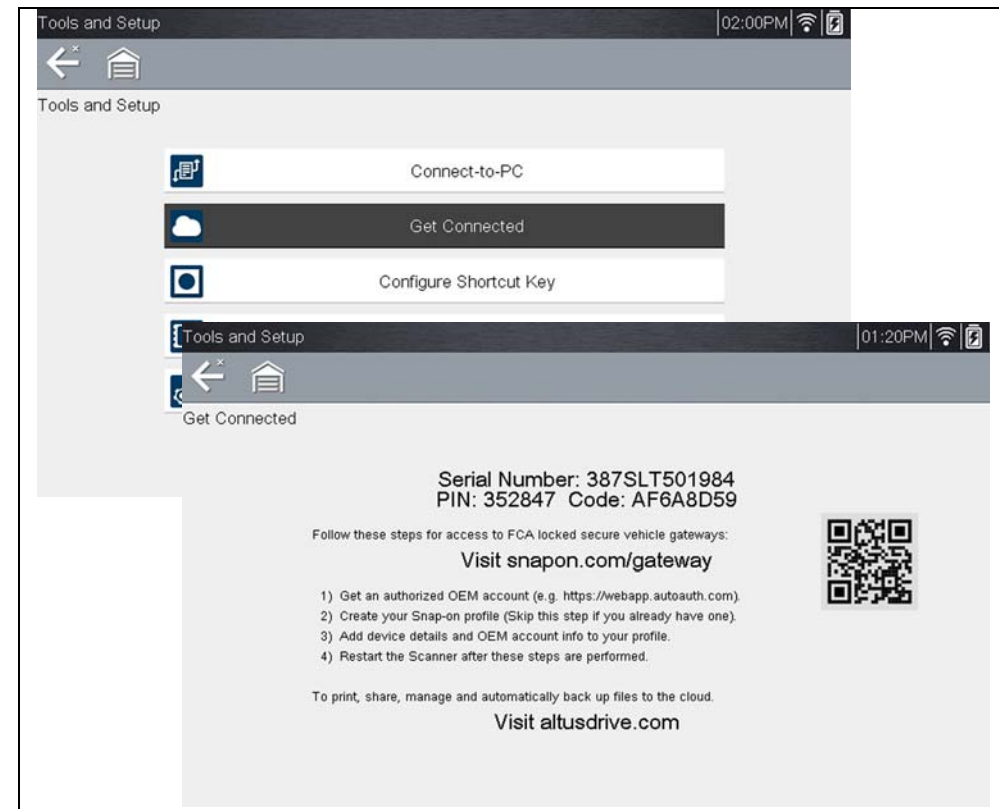 Tools and Setup
02:00PM
Tools and Setup
Connect-to-PC
Get Connected
Configure Shortcut Key
Tools and Setup
01:20PM
Get Connected
Serial Number: 387SLT501984
PIN: 352847 Code: AF6A8D59
Follow these steps for access to FCA locked secure vehicle gateways:
Visit snapon.com/gateway
1) Get an authorized OEM account (e.g. https://webapp.autoauth.com).
2) Create your Snap-on profile (Skip this step if you already have one).
3) Add device details and OEM account info to your profile.
4) Restart the Scanner after these steps are performed.
To print, share, manage and automatically back up files to the cloud.
Visit altusdrive.com